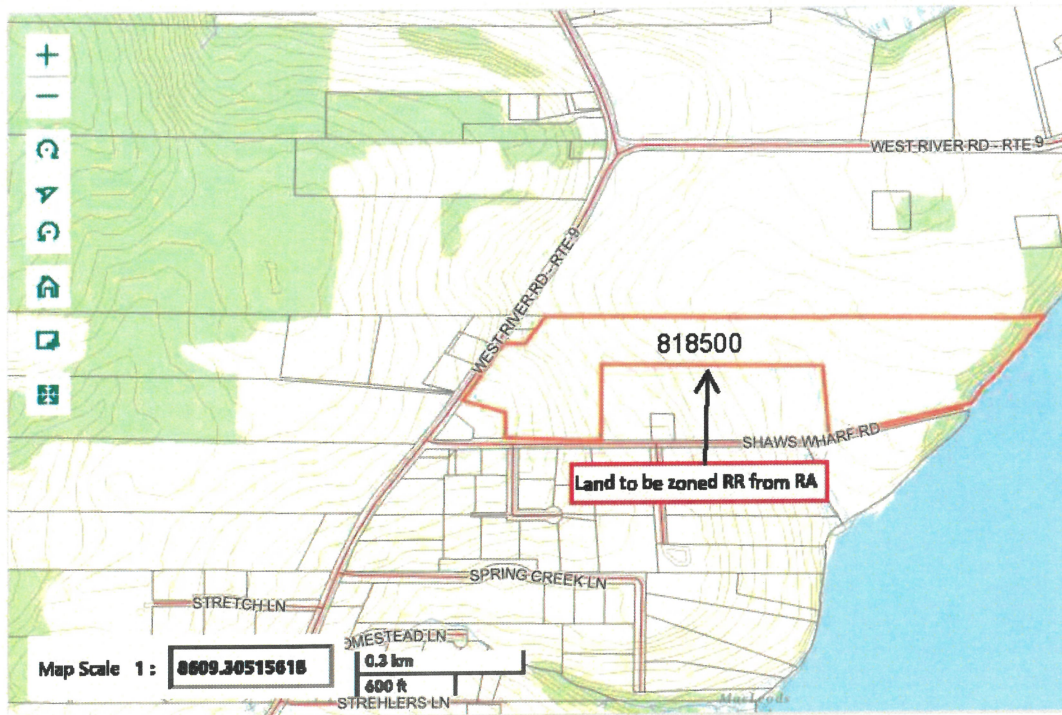 WEST RIVER RD - RTE 9
WEST RIVER RD - RTE 9
818500
SHAWS WHARF RD
Land to be zoned RR from RA
SPRING CREEK LN
STRETCH LN
OMESTEAD LN
Map Scale 1 : 8609.30515618
0.3 km
600 ft
STREHLERS LN
MacLeods